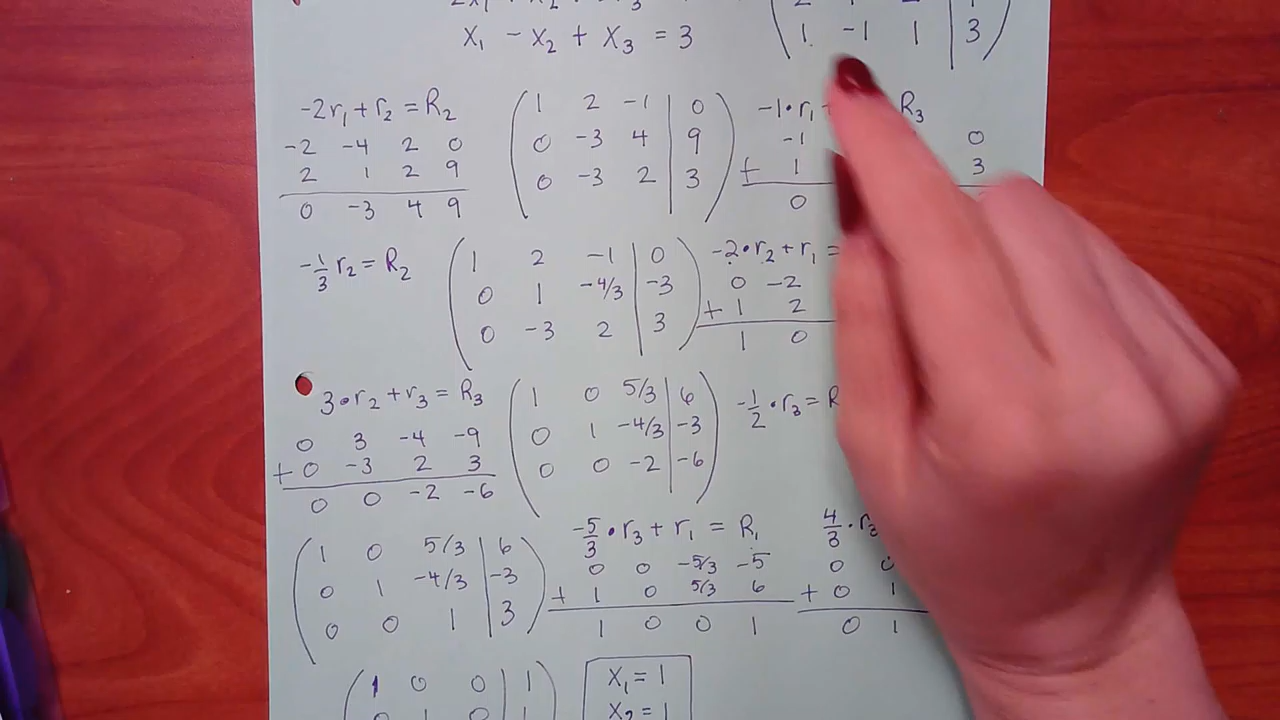 x₁ - x₂ + x₃ = 3
1 -1 1 | 3
-2r₁ + r₂ = R₂
-2 -4 2 0
2 1 2 9
0 -3 4 9
1 2 -1 | 0
0 -3 4 | 9
0 -3 2 | 3
-1•r₁ + R₃
-1 0
+ 1 3
0
-1/3 r₂ = R₂
1 2 -1 | 0
0 1 -4/3 | -3
0 -3 2 | 3
-2•r₂ + r₁ =
0 -2
+ 1 2
1 0
3•r₂ + r₃ = R₃
0 3 -4 -9
+ 0 -3 2 3
0 0 -2 -6
1 0 5/3 | 6
0 1 -4/3 | -3
0 0 -2 | -6
-1/2•r₃ = R
1 0 5/3 | 6
0 1 -4/3 | -3
0 0 1 | 3
-5/3•r₃ + r₁ = R₁
0 0 -5/3 -5
+ 1 0 5/3 6
1 0 0 1
4/3•r₃
0 0
+ 0 1
0 1
1 0 0 | 1
0 1 0 | 1
x₁ = 1
x₂ = 1